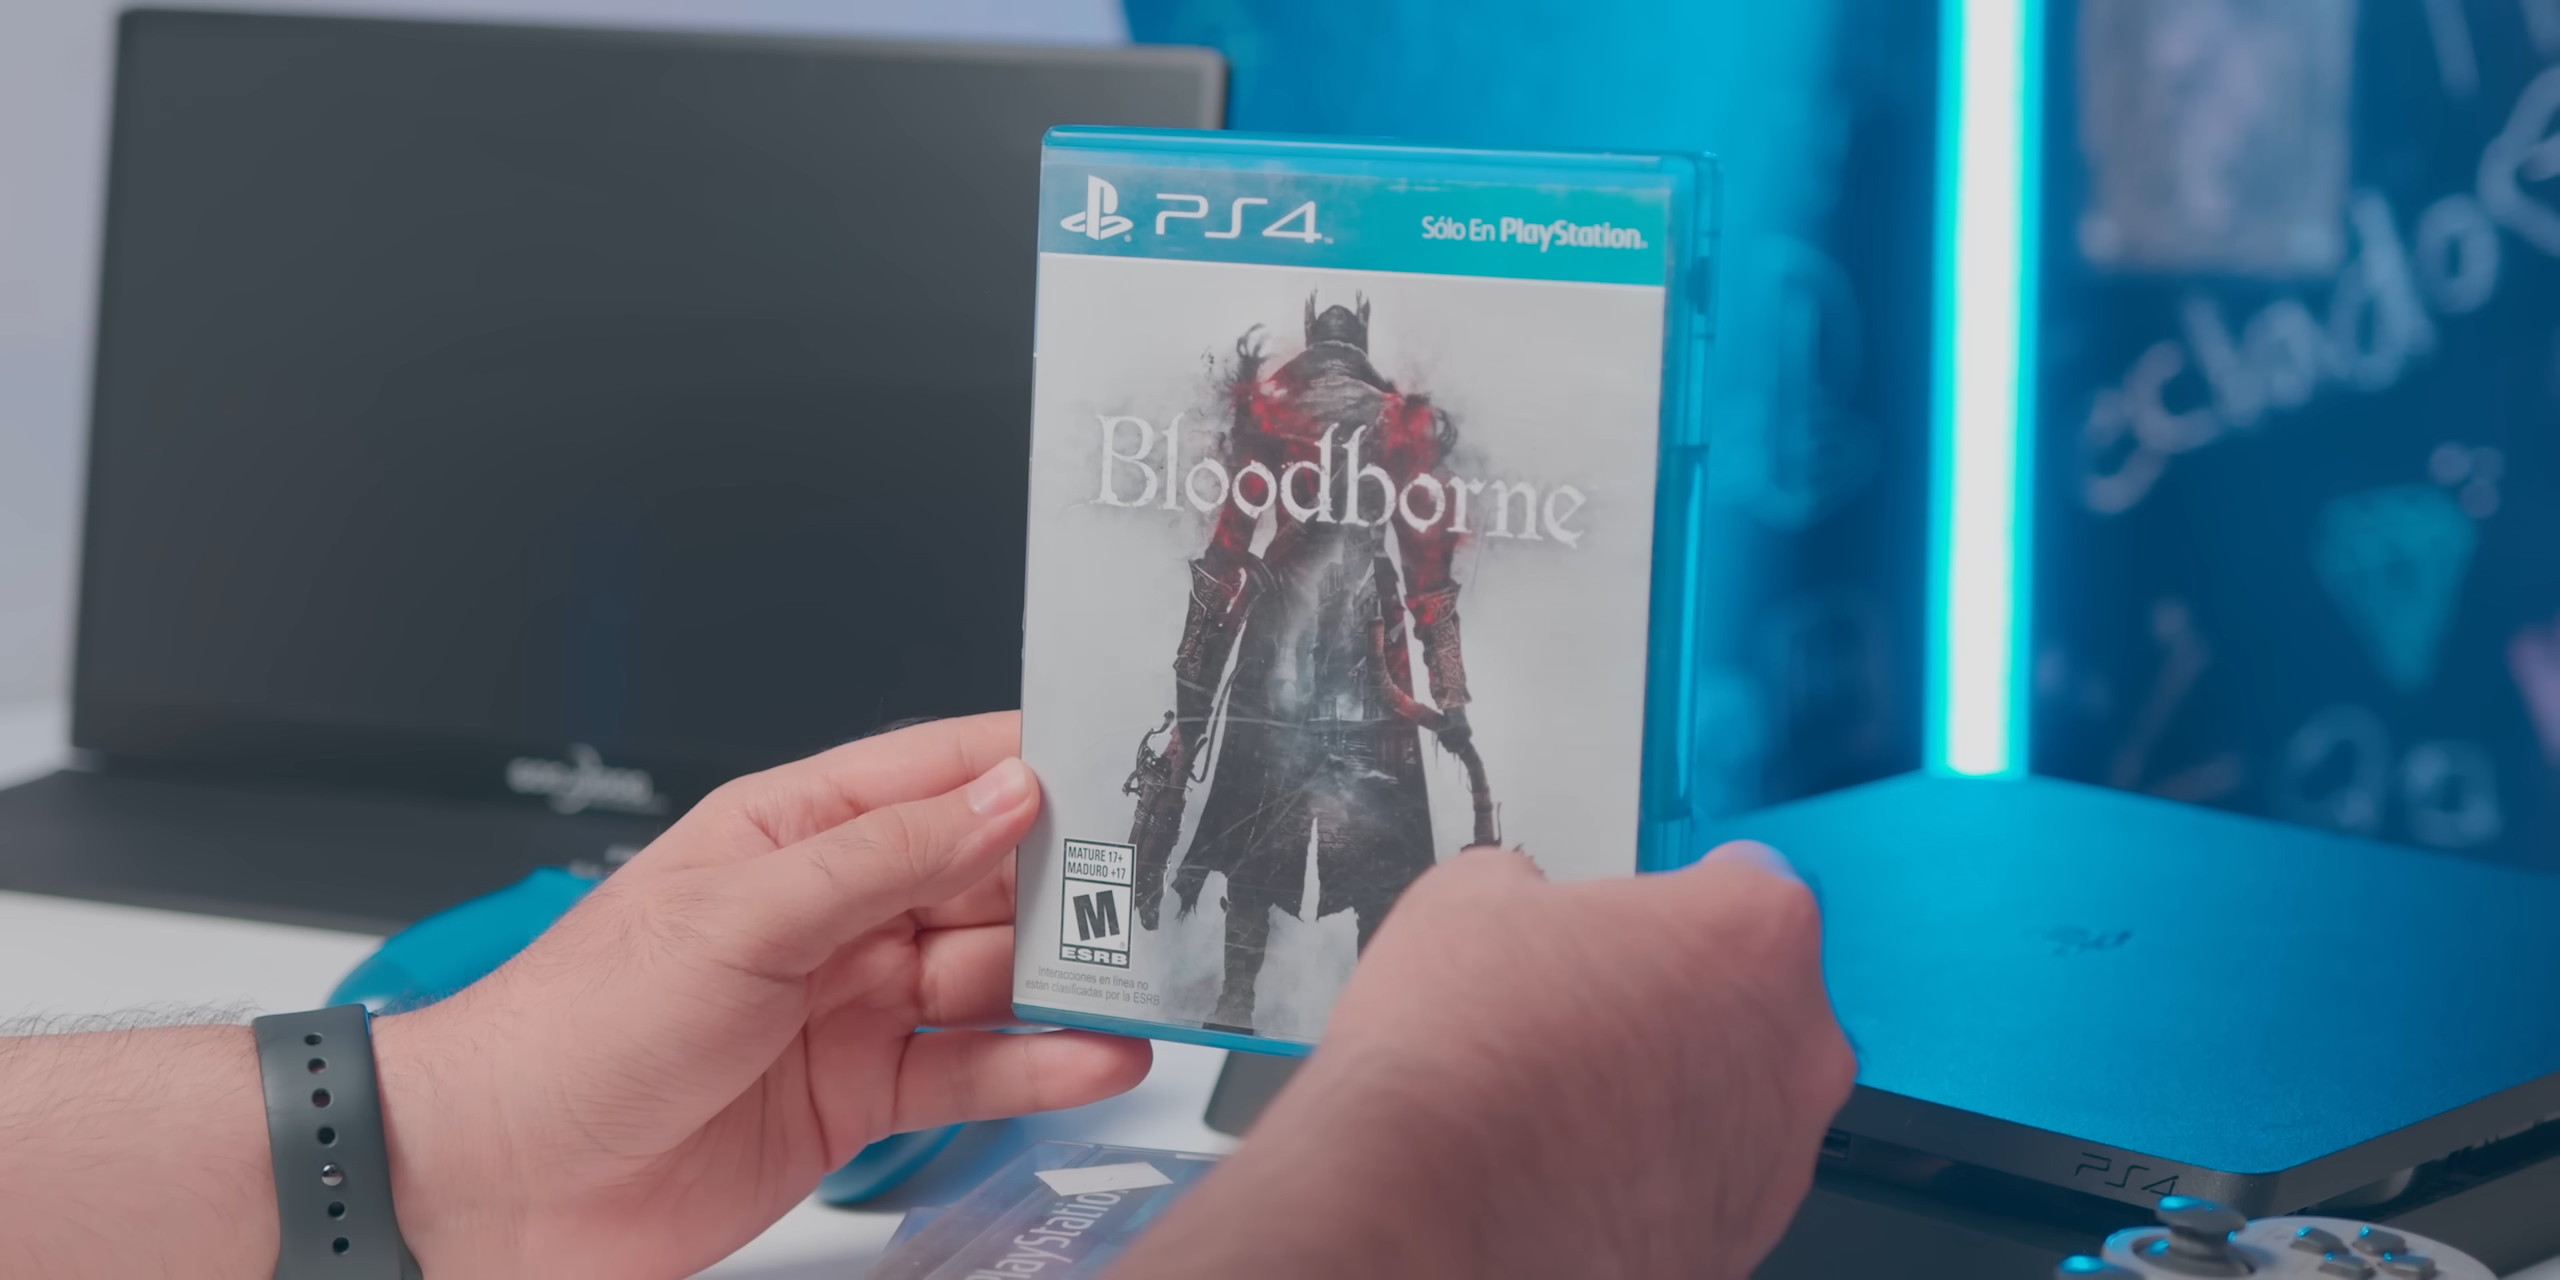 PS4
Sólo En PlayStation
Bloodborne
MATURE 17+
MADURO +17
M
ESRB
Interacciones en línea no
están clasificadas por la ESRB
PlayStation
PS4